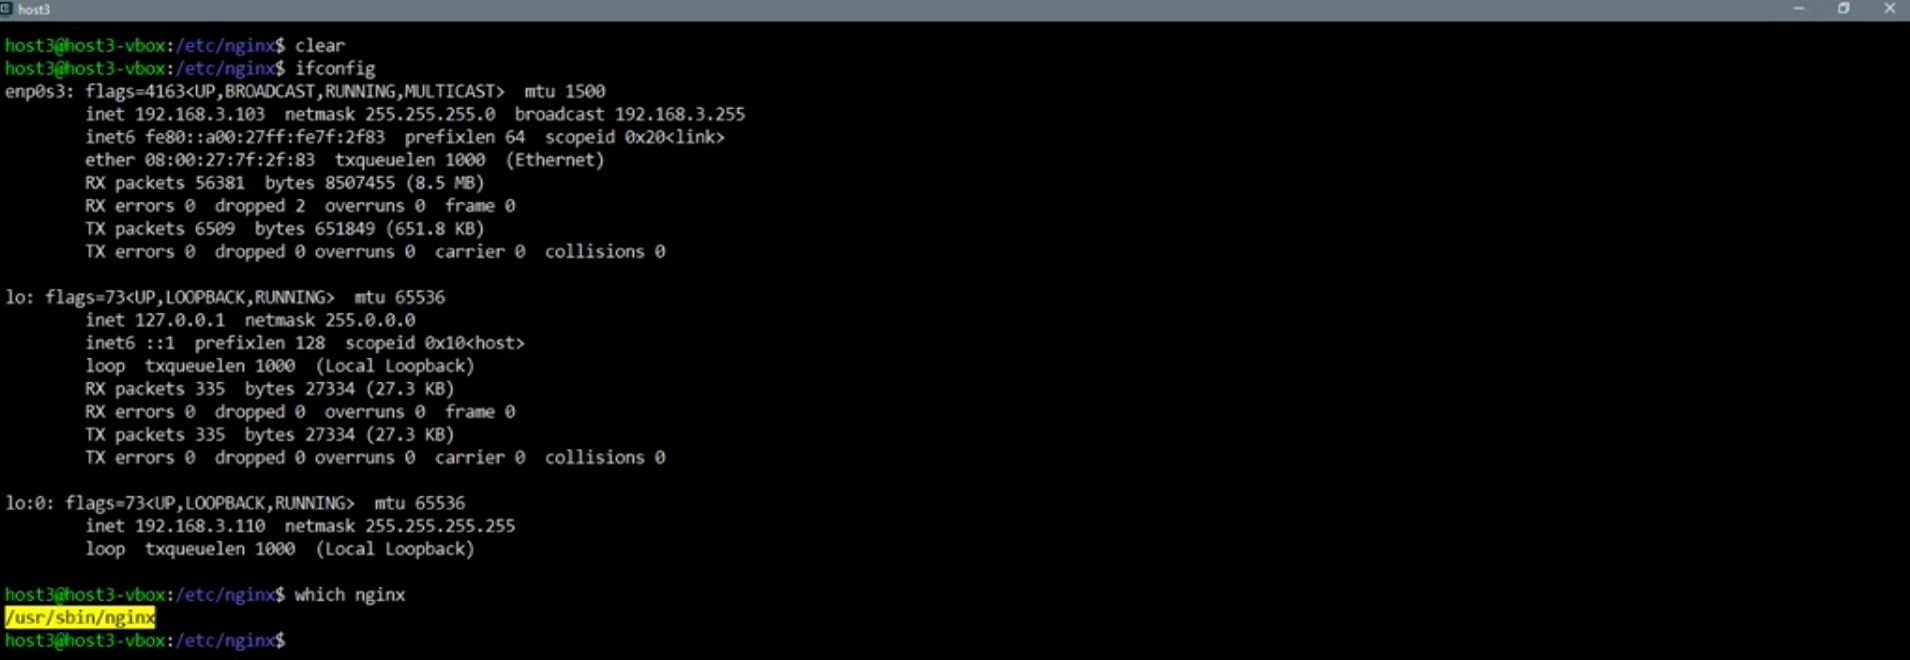 host3
host3@host3-vbox:/etc/nginx$ clear
host3@host3-vbox:/etc/nginx$ ifconfig
enp0s3: flags=4163<UP,BROADCAST,RUNNING,MULTICAST>  mtu 1500
        inet 192.168.3.103  netmask 255.255.255.0  broadcast 192.168.3.255
        inet6 fe80::a00:27ff:fe7f:2f83  prefixlen 64  scopeid 0x20<link>
        ether 08:00:27:7f:2f:83  txqueuelen 1000  (Ethernet)
        RX packets 56381  bytes 8507455 (8.5 MB)
        RX errors 0  dropped 2  overruns 0  frame 0
        TX packets 6509  bytes 651849 (651.8 KB)
        TX errors 0  dropped 0 overruns 0  carrier 0  collisions 0
lo: flags=73<UP,LOOPBACK,RUNNING>  mtu 65536
        inet 127.0.0.1  netmask 255.0.0.0
        inet6 ::1  prefixlen 128  scopeid 0x10<host>
        loop  txqueuelen 1000  (Local Loopback)
        RX packets 335  bytes 27334 (27.3 KB)
        RX errors 0  dropped 0  overruns 0  frame 0
        TX packets 335  bytes 27334 (27.3 KB)
        TX errors 0  dropped 0 overruns 0  carrier 0  collisions 0
lo:0: flags=73<UP,LOOPBACK,RUNNING>  mtu 65536
        inet 192.168.3.110  netmask 255.255.255.255
        loop  txqueuelen 1000  (Local Loopback)
host3@host3-vbox:/etc/nginx$ which nginx
/usr/sbin/nginx
host3@host3-vbox:/etc/nginx$